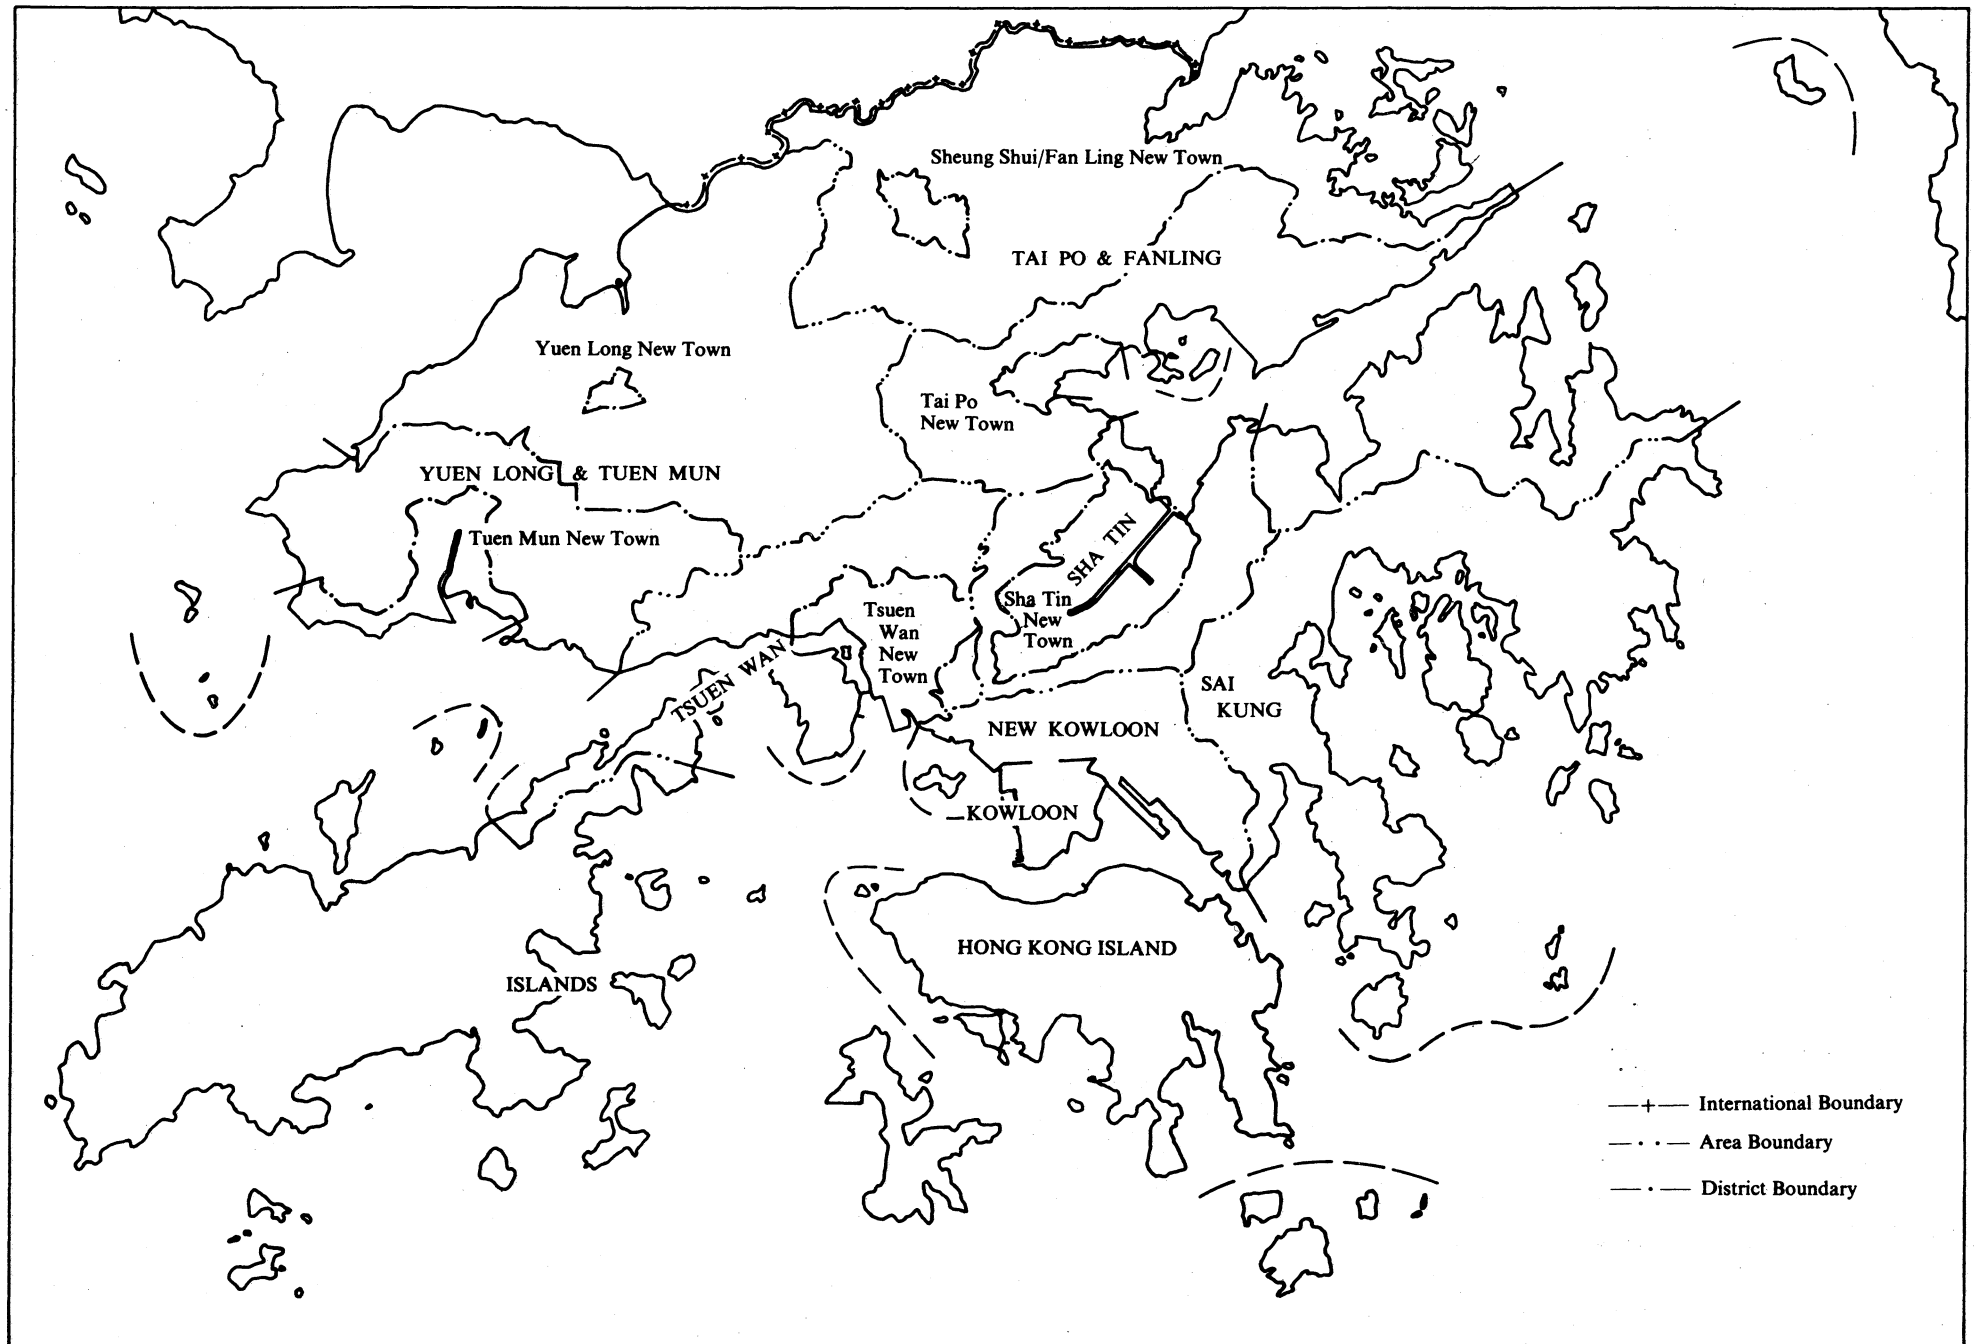 Sheung Shui/Fan Ling New Town
TAI PO & FANLING
Yuen Long New Town
Tai Po
New Town
YUEN LONG & TUEN MUN
Tuen Mun New Town
SHA TIN
Sha Tin
New
Town
Tsuen
Wan
New
Town
TSUEN WAN
SAI
KUNG
NEW KOWLOON
KOWLOON
HONG KONG ISLAND
ISLANDS
International Boundary
Area Boundary
District Boundary